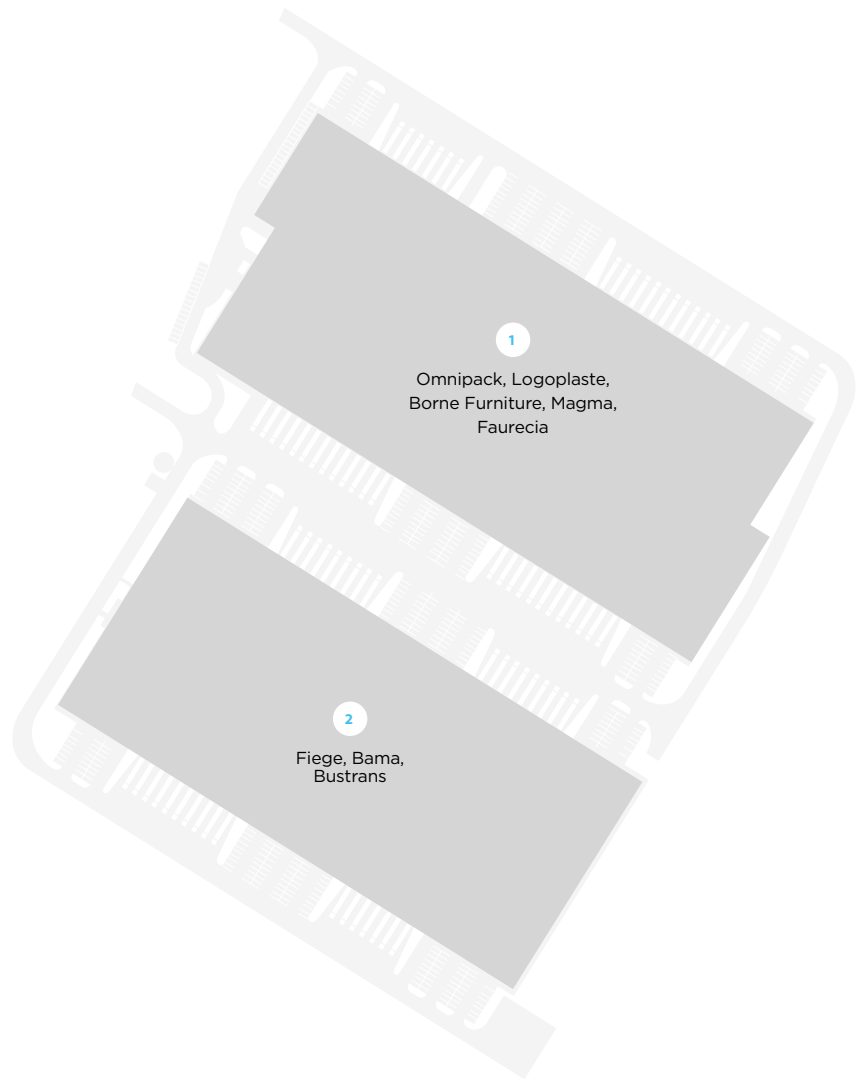 1
Omnipack, Logoplaste,
Borne Furniture, Magma,
Faurecia
2
Fiege, Bama,
Bustrans